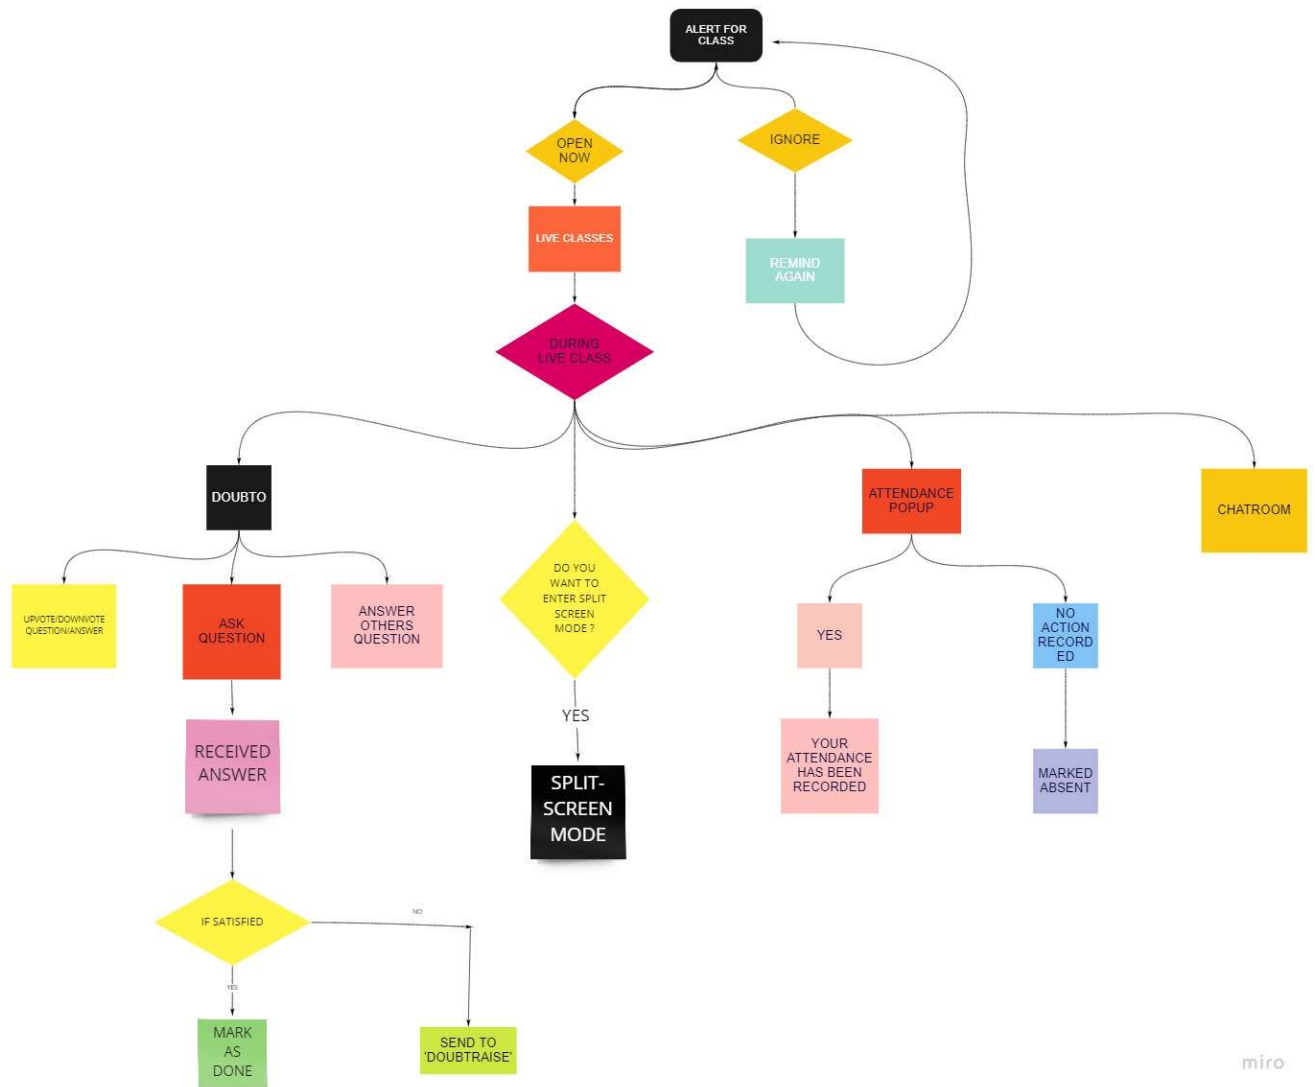 ALERT FOR
CLASS
OPEN
NOW
IGNORE
LIVE CLASSES
REMIND
AGAIN
DURING
LIVE CLASS
DOUBTO
ATTENDANCE
POPUP
CHATROOM
UPVOTE/DOWNVOTE
QUESTION/ANSWER
ASK
QUESTION
ANSWER
OTHERS
QUESTION
DO YOU
WANT TO
ENTER SPLIT
SCREEN
MODE ?
YES
NO
ACTION
RECORD
ED
RECEIVED
ANSWER
YES
SPLIT-
SCREEN
MODE
YOUR
ATTENDANCE
HAS BEEN
RECORDED
MARKED
ABSENT
IF SATISFIED
NO
YES
MARK
AS
DONE
SEND TO
'DOUBTRAISE'
miro